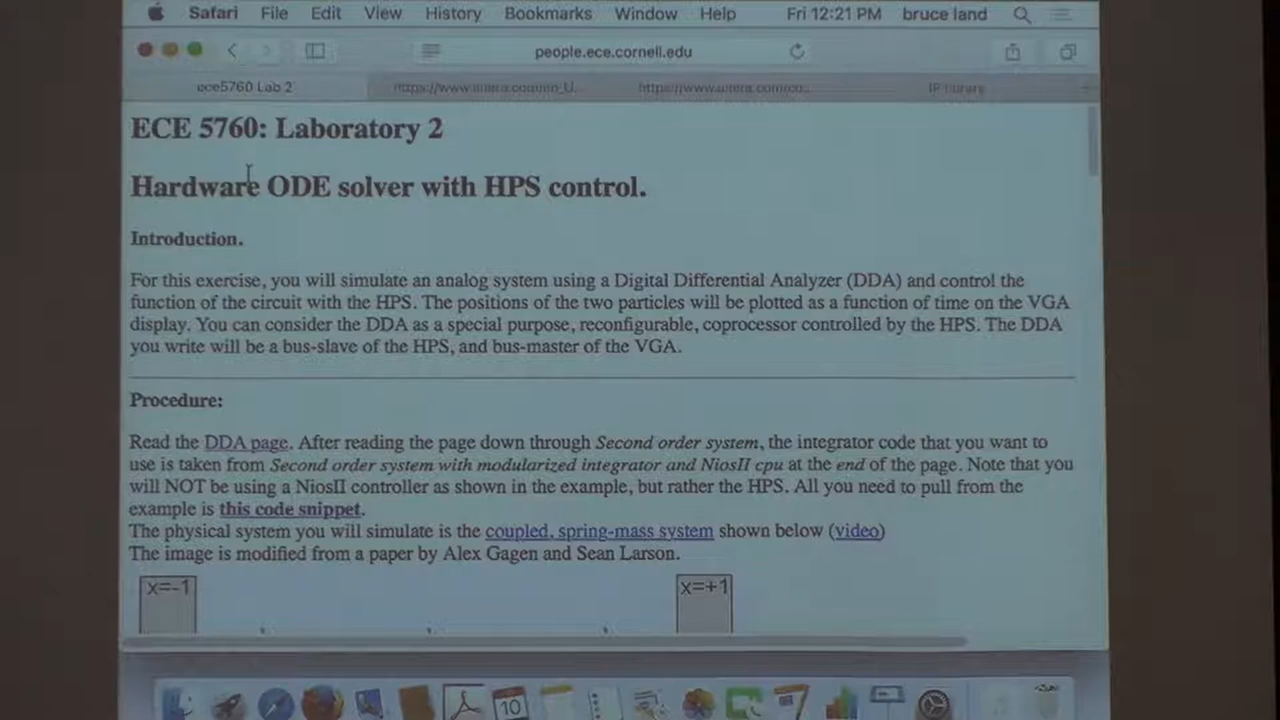 Safari File Edit View History Bookmarks Window Help Fri 12:21 PM bruce land
people.ece.cornell.edu
ece5760 Lab 2
ECE 5760: Laboratory 2
Hardware ODE solver with HPS control.
Introduction.
For this exercise, you will simulate an analog system using a Digital Differential Analyzer (DDA) and control the
function of the circuit with the HPS. The positions of the two particles will be plotted as a function of time on the VGA
display. You can consider the DDA as a special purpose, reconfigurable, coprocessor controlled by the HPS. The DDA
you write will be a bus-slave of the HPS, and bus-master of the VGA.
Procedure:
Read the DDA page. After reading the page down through Second order system, the integrator code that you want to
use is taken from Second order system with modularized integrator and NiosII cpu at the end of the page. Note that you
will NOT be using a NiosII controller as shown in the example, but rather the HPS. All you need to pull from the
example is this code snippet.
The physical system you will simulate is the coupled, spring-mass system shown below (video)
The image is modified from a paper by Alex Gagen and Sean Larson.
x=-1 x=+1
10